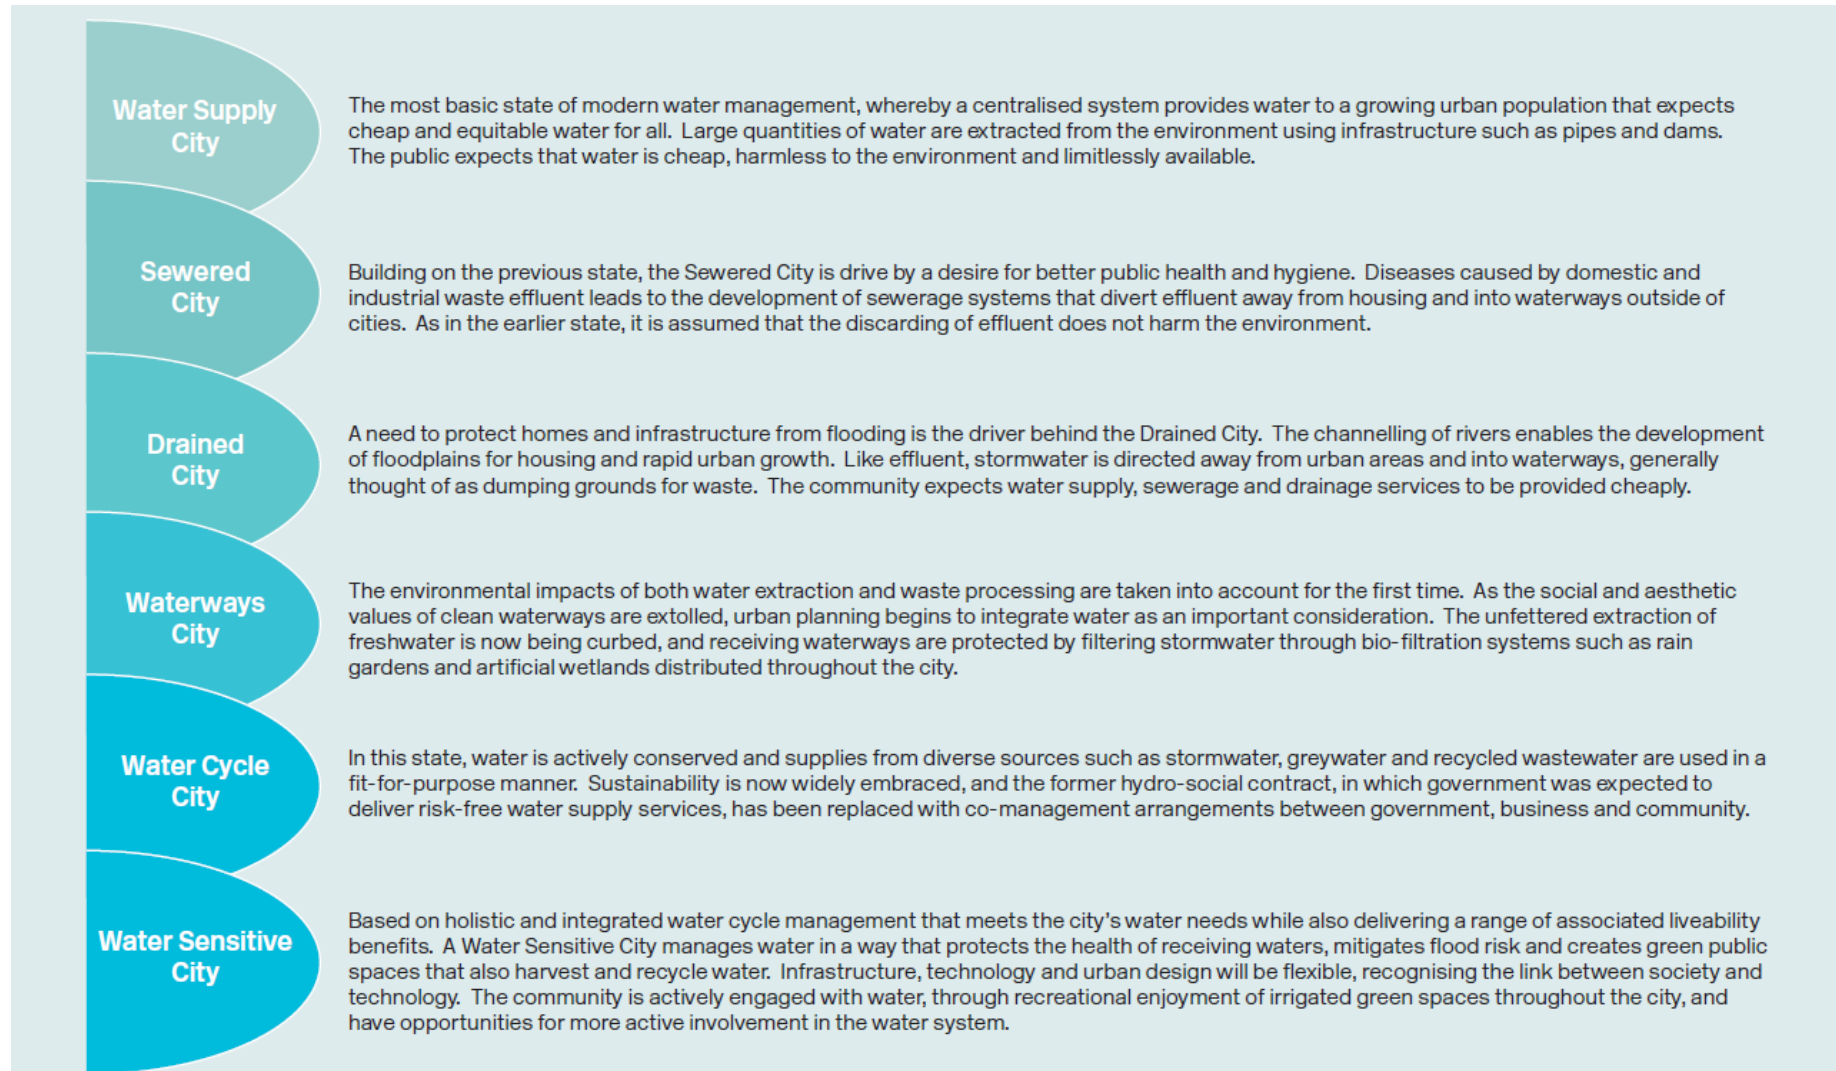 Water Supply
City
The most basic state of modern water management, whereby a centralised system provides water to a growing urban population that expects
cheap and equitable water for all. Large quantities of water are extracted from the environment using infrastructure such as pipes and dams.
The public expects that water is cheap, harmless to the environment and limitlessly available.
Sewered
City
Building on the previous state, the Sewered City is drive by a desire for better public health and hygiene. Diseases caused by domestic and
industrial waste effluent leads to the development of sewerage systems that divert effluent away from housing and into waterways outside of
cities. As in the earlier state, it is assumed that the discarding of effluent does not harm the environment.
Drained
City
A need to protect homes and infrastructure from flooding is the driver behind the Drained City. The channelling of rivers enables the development
of floodplains for housing and rapid urban growth. Like effluent, stormwater is directed away from urban areas and into waterways, generally
thought of as dumping grounds for waste. The community expects water supply, sewerage and drainage services to be provided cheaply.
Waterways
City
The environmental impacts of both water extraction and waste processing are taken into account for the first time. As the social and aesthetic
values of clean waterways are extolled, urban planning begins to integrate water as an important consideration. The unfettered extraction of
freshwater is now being curbed, and receiving waterways are protected by filtering stormwater through bio-filtration systems such as rain
gardens and artificial wetlands distributed throughout the city.
Water Cycle
City
In this state, water is actively conserved and supplies from diverse sources such as stormwater, greywater and recycled wastewater are used in a
fit-for-purpose manner. Sustainability is now widely embraced, and the former hydro-social contract, in which government was expected to
deliver risk-free water supply services, has been replaced with co-management arrangements between government, business and community.
Water Sensitive
City
Based on holistic and integrated water cycle management that meets the city's water needs while also delivering a range of associated liveability
benefits. A Water Sensitive City manages water in a way that protects the health of receiving waters, mitigates flood risk and creates green public
spaces that also harvest and recycle water. Infrastructure, technology and urban design will be flexible, recognising the link between society and
technology. The community is actively engaged with water, through recreational enjoyment of irrigated green spaces throughout the city, and
have opportunities for more active involvement in the water system.